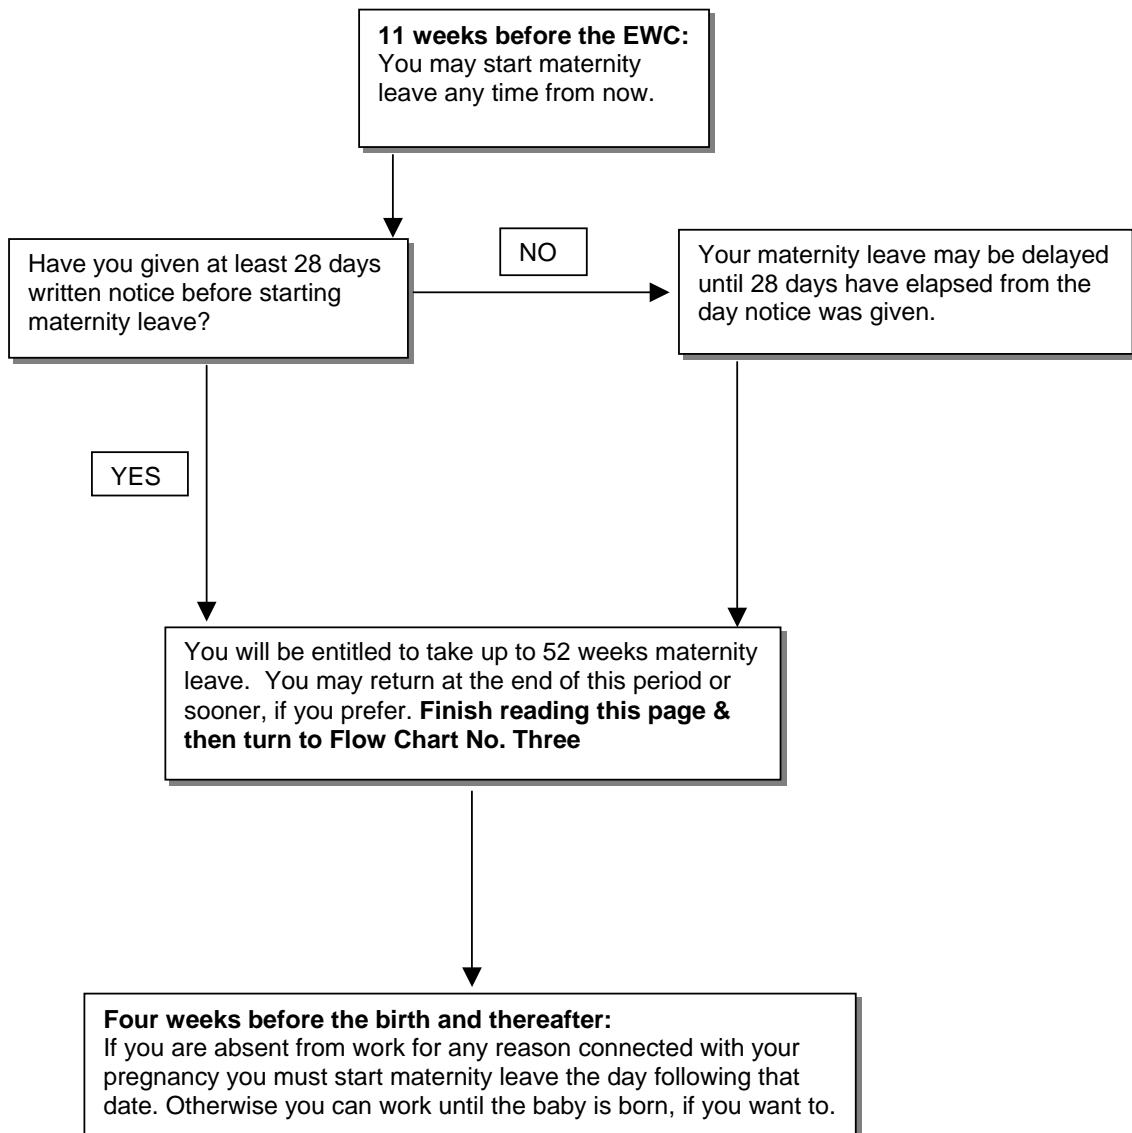 11 weeks before the EWC:
You may start maternity
leave any time from now.
Have you given at least 28 days
written notice before starting
maternity leave?
NO
Your maternity leave may be delayed
until 28 days have elapsed from the
day notice was given.
YES
You will be entitled to take up to 52 weeks maternity
leave.  You may return at the end of this period or
sooner, if you prefer. Finish reading this page &
then turn to Flow Chart No. Three
Four weeks before the birth and thereafter:
If you are absent from work for any reason connected with your
pregnancy you must start maternity leave the day following that
date. Otherwise you can work until the baby is born, if you want to.